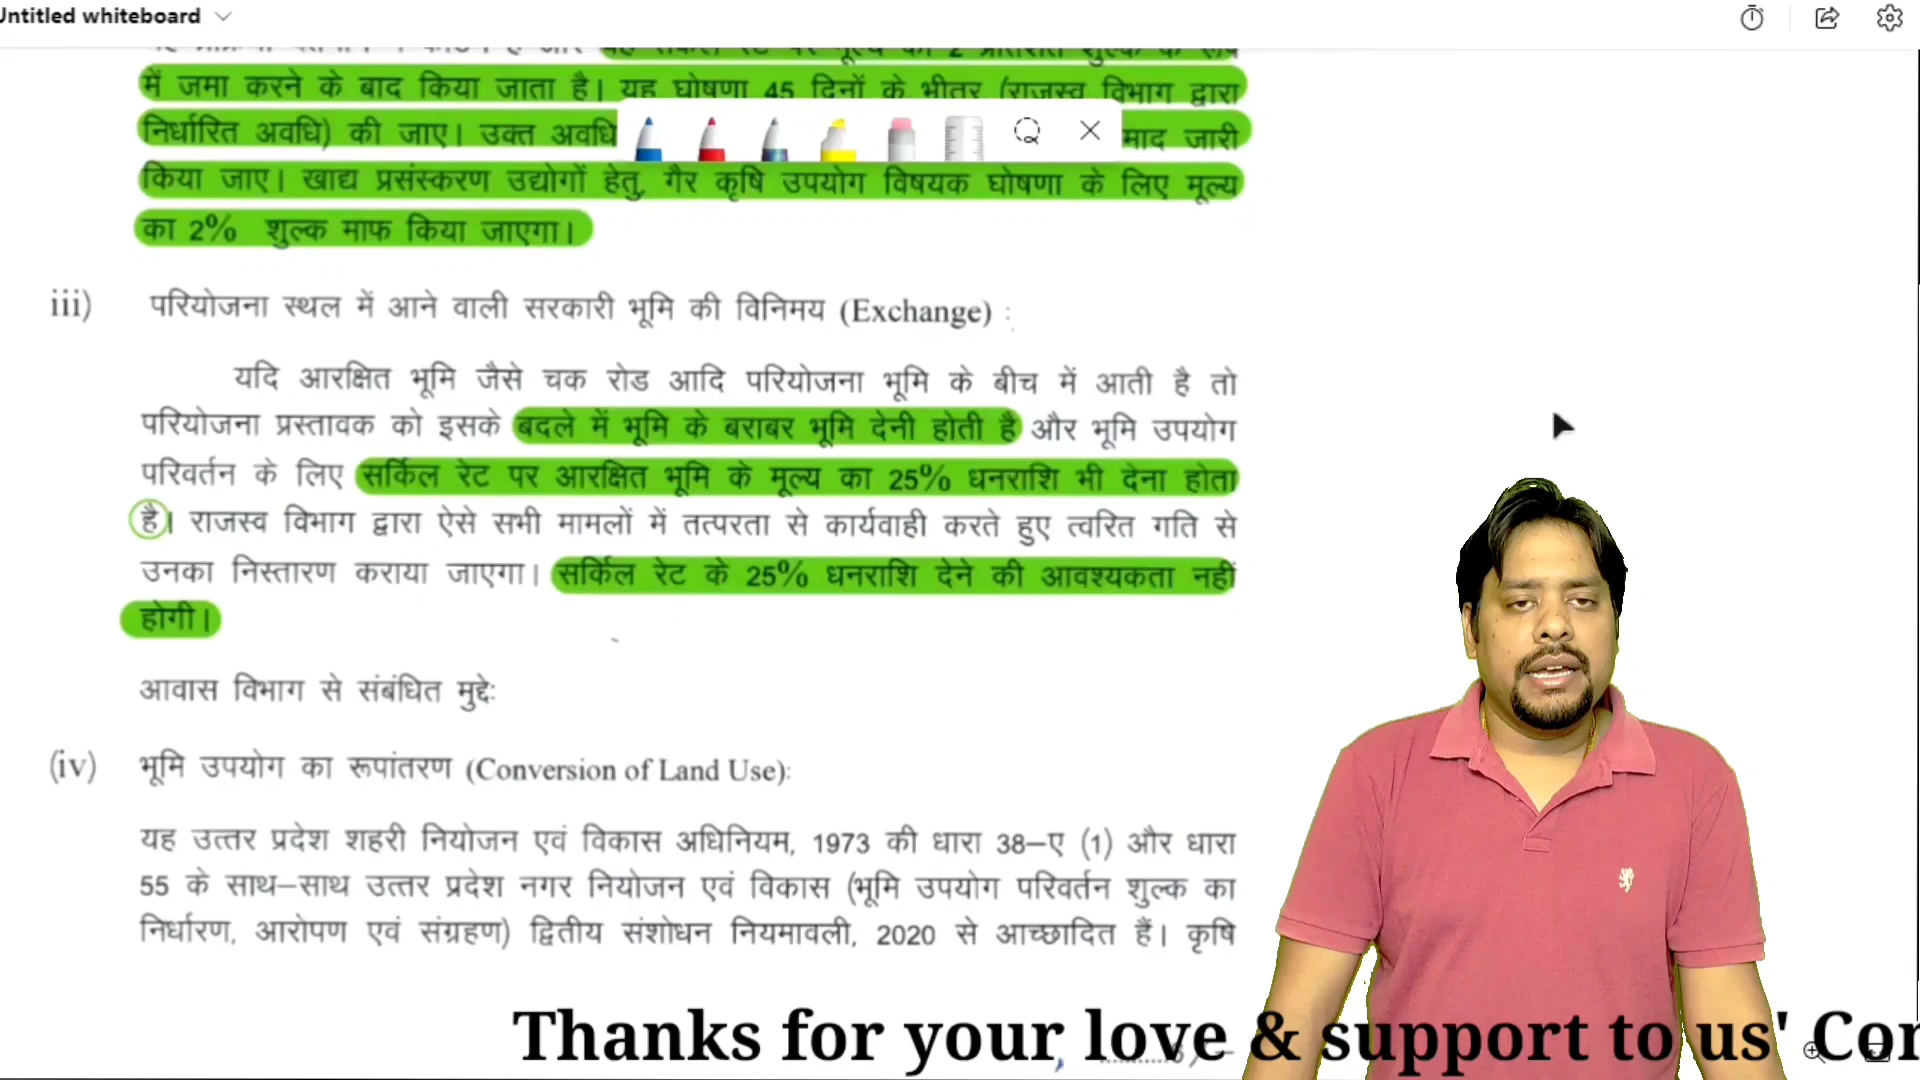 Untitled whiteboard
में जमा करने के बाद किया जाता है। यह घोषणा 45 दिनों के भीतर (राजस्व विभाग द्वारा
निर्धारित अवधि) की जाए। उक्त अवधि माद जारी
किया जाए। खाद्य प्रसंस्करण उद्योगों हेतु, गैर कृषि उपयोग विषयक घोषणा के लिए मूल्य
का 2% शुल्क माफ किया जाएगा।
iii) परियोजना स्थल में आने वाली सरकारी भूमि की विनिमय (Exchange) :
यदि आरक्षित भूमि जैसे चक रोड आदि परियोजना भूमि के बीच में आती है तो
परियोजना प्रस्तावक को इसके बदले में भूमि के बराबर भूमि देनी होती है और भूमि उपयोग
परिवर्तन के लिए सर्किल रेट पर आरक्षित भूमि के मूल्य का 25% धनराशि भी देना होता
है। राजस्व विभाग द्वारा ऐसे सभी मामलों में तत्परता से कार्यवाही करते हुए त्वरित गति से
उनका निस्तारण कराया जाएगा। सर्किल रेट के 25% धनराशि देने की आवश्यकता नहीं
होगी।
आवास विभाग से संबंधित मुद्देः
(iv) भूमि उपयोग का रूपांतरण (Conversion of Land Use):
यह उत्तर प्रदेश शहरी नियोजन एवं विकास अधिनियम, 1973 की धारा 38–ए (1) और धारा
55 के साथ–साथ उत्तर प्रदेश नगर नियोजन एवं विकास (भूमि उपयोग परिवर्तन शुल्क का
निर्धारण, आरोपण एवं संग्रहण) द्वितीय संशोधन नियमावली, 2020 से आच्छादित हैं। कृषि
Thanks for your love & support to us' Cor